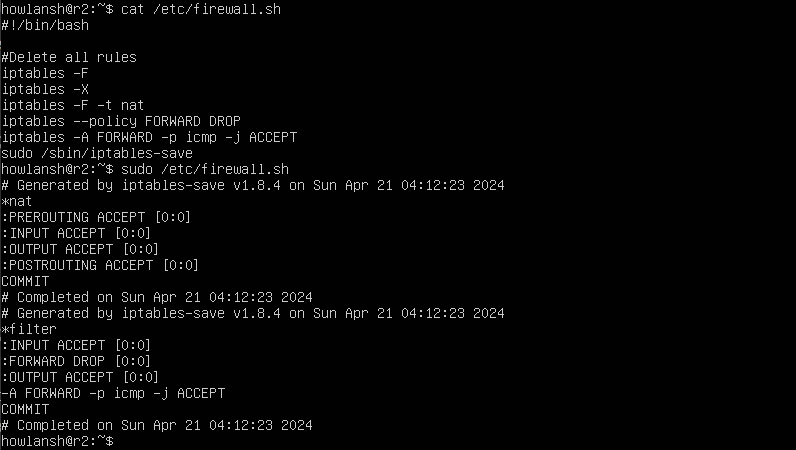 howlansh@r2:~$ cat /etc/firewall.sh
#!/bin/bash
#Delete all rules
iptables -F
iptables -X
iptables -F -t nat
iptables --policy FORWARD DROP
iptables -A FORWARD -p icmp -j ACCEPT
sudo /sbin/iptables-save
howlansh@r2:~$ sudo /etc/firewall.sh
# Generated by iptables-save v1.8.4 on Sun Apr 21 04:12:23 2024
*nat
:PREROUTING ACCEPT [0:0]
:INPUT ACCEPT [0:0]
:OUTPUT ACCEPT [0:0]
:POSTROUTING ACCEPT [0:0]
COMMIT
# Completed on Sun Apr 21 04:12:23 2024
# Generated by iptables-save v1.8.4 on Sun Apr 21 04:12:23 2024
*filter
:INPUT ACCEPT [0:0]
:FORWARD DROP [0:0]
:OUTPUT ACCEPT [0:0]
-A FORWARD -p icmp -j ACCEPT
COMMIT
# Completed on Sun Apr 21 04:12:23 2024
howlansh@r2:~$